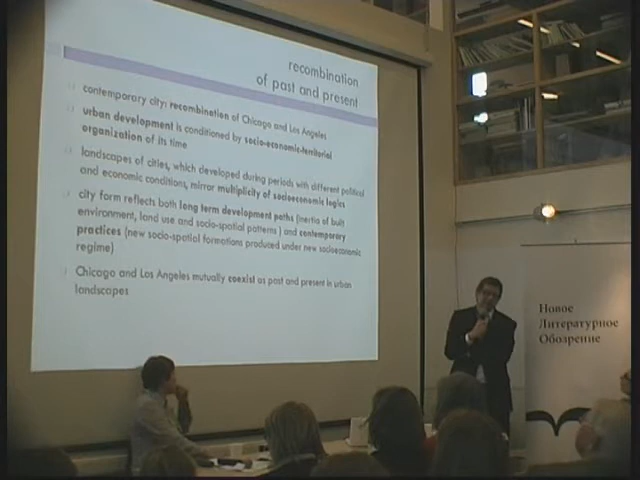 recombination
of past and present
contemporary city: recombination of Chicago and Los Angeles
urban development is conditioned by socio-economic-territorial
organization of its time
landscapes of cities, which developed during periods with different political
and economic conditions, mirror multiplicity of socioeconomic logics
city form reflects both long term development paths (inertia of built
environment, land use and socio-spatial patterns ) and contemporary
practices (new socio-spatial formations produced under new socioeconomic
regime)
Chicago and Los Angeles mutually coexist as past and present in urban
landscapes
Новое
Литературное
Обозрение